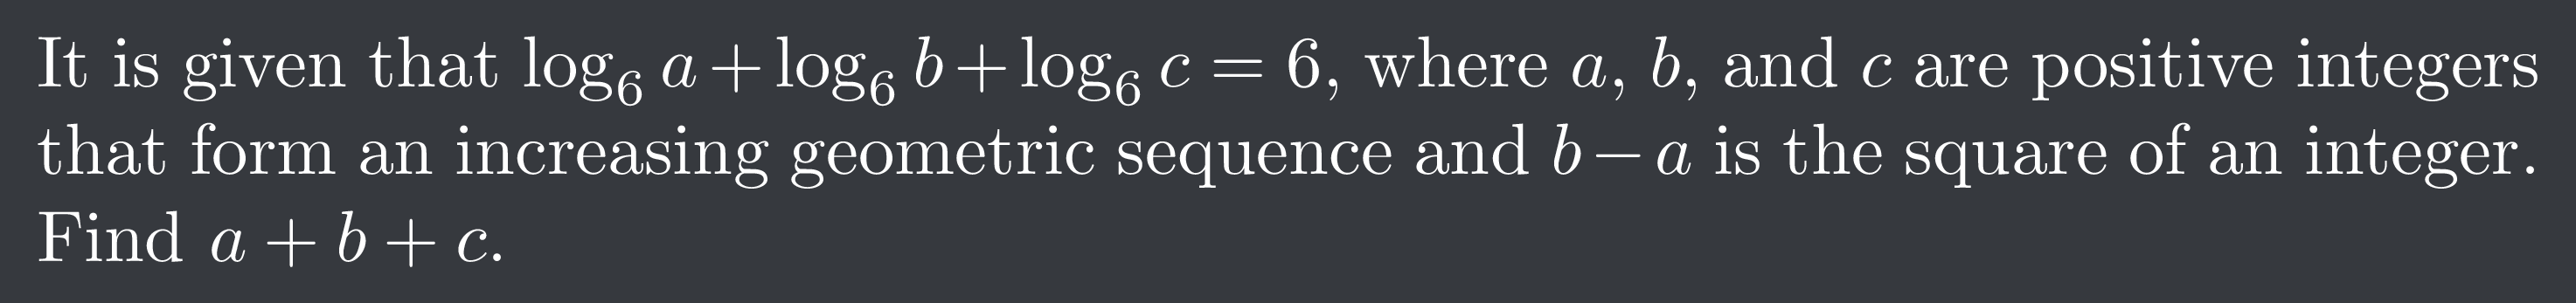 It is given that log₆ a + log₆ b + log₆ c = 6, where a, b, and c are positive integers
that form an increasing geometric sequence and b − a is the square of an integer.
Find a + b + c.